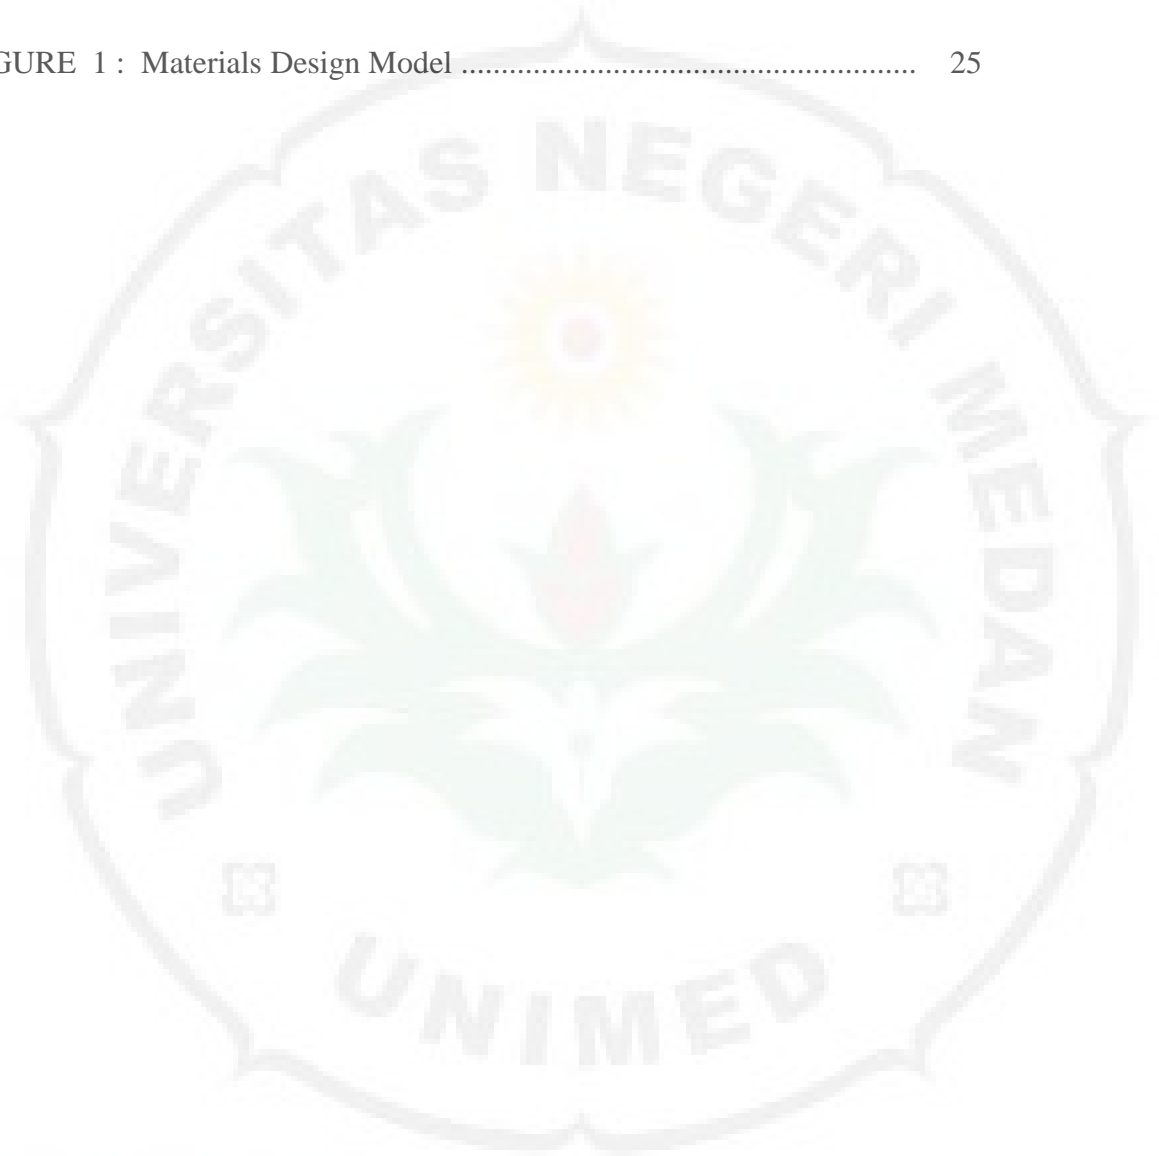 GURE 1 : Materials Design Model ......................................................... 25
UNIVERSITAS NEGERI MEDAN
UNIMED